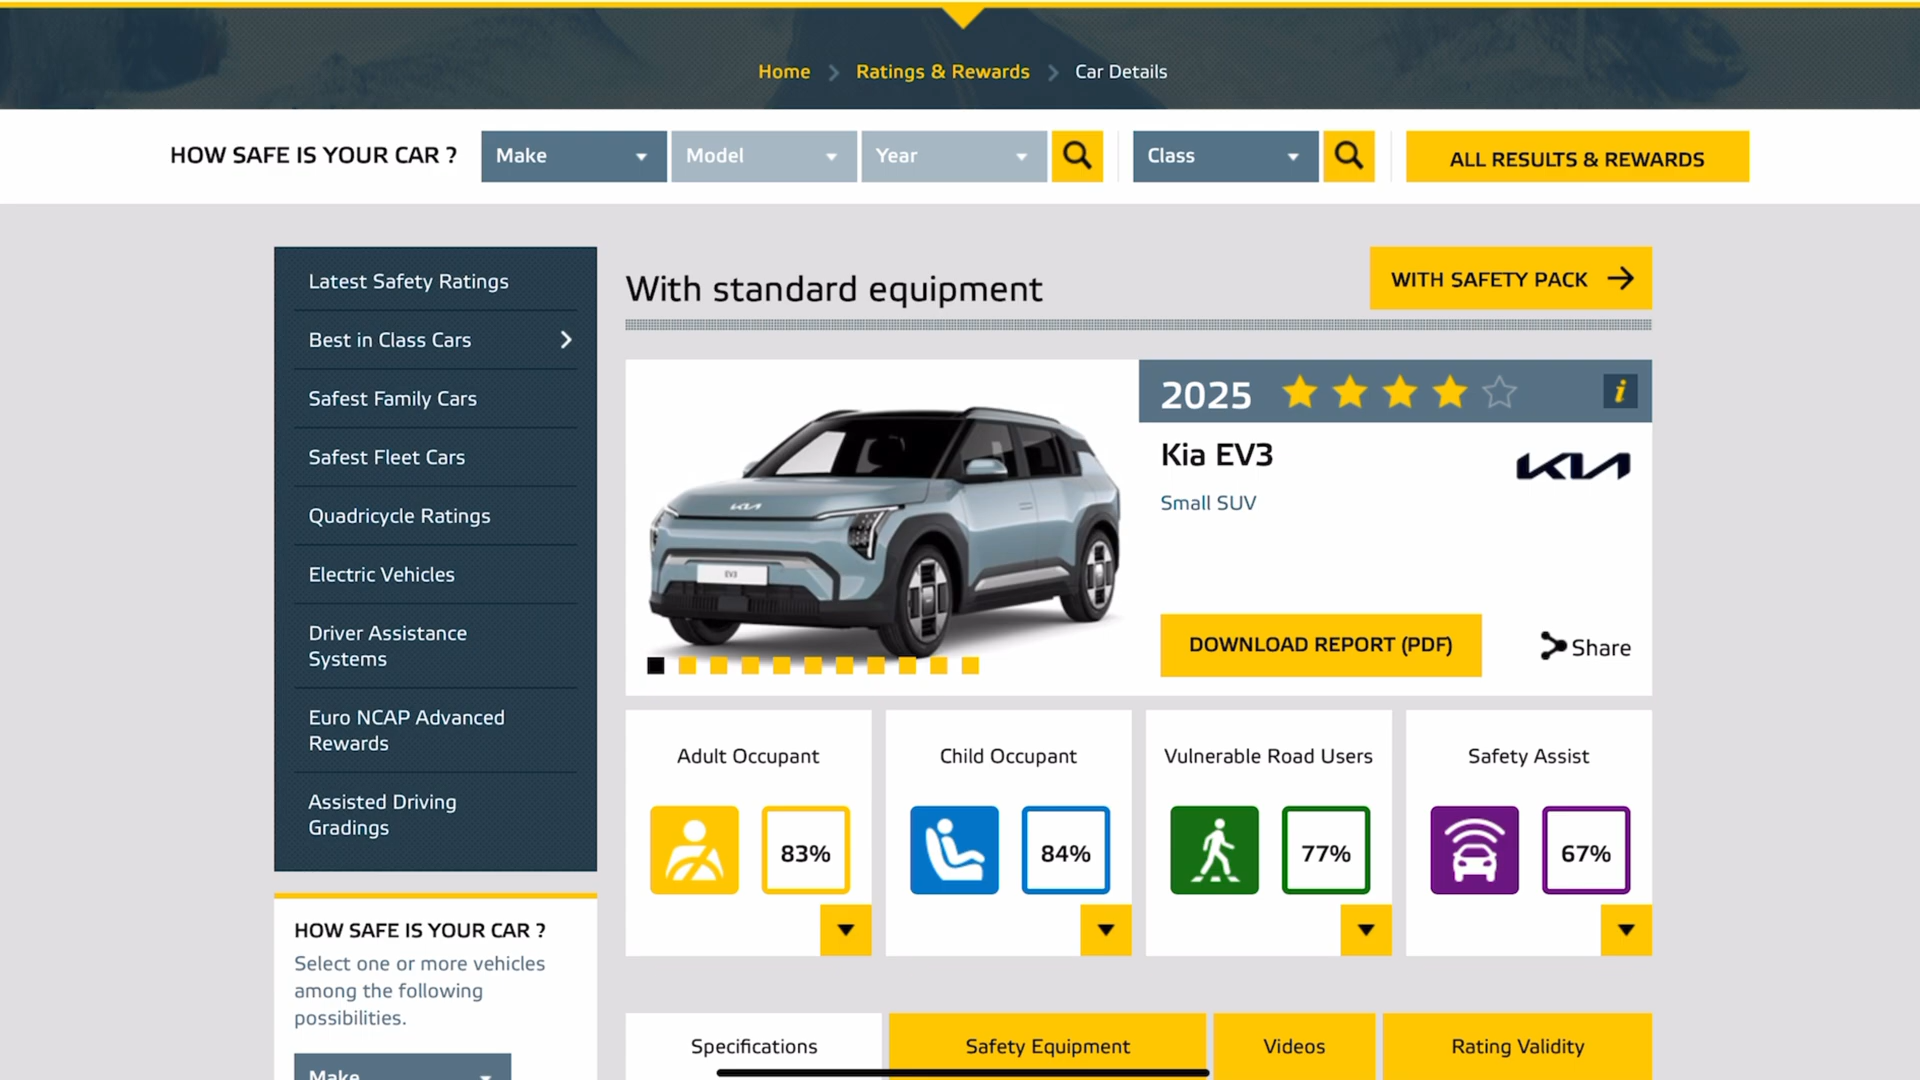 Home
Ratings & Rewards
Car Details
HOW SAFE IS YOUR CAR ?
Make
Model
Year
Class
ALL RESULTS & REWARDS
Latest Safety Ratings
Best in Class Cars
Safest Family Cars
Safest Fleet Cars
Quadricycle Ratings
Electric Vehicles
Driver Assistance
Systems
Euro NCAP Advanced
Rewards
Assisted Driving
Gradings
HOW SAFE IS YOUR CAR ?
Select one or more vehicles
among the following
possibilities.
Make
With standard equipment
WITH SAFETY PACK
KIA
EV3
2025
i
Kia EV3
KIA
Small SUV
DOWNLOAD REPORT (PDF)
Share
Adult Occupant
83%
Child Occupant
84%
Vulnerable Road Users
77%
Safety Assist
67%
Specifications
Safety Equipment
Videos
Rating Validity